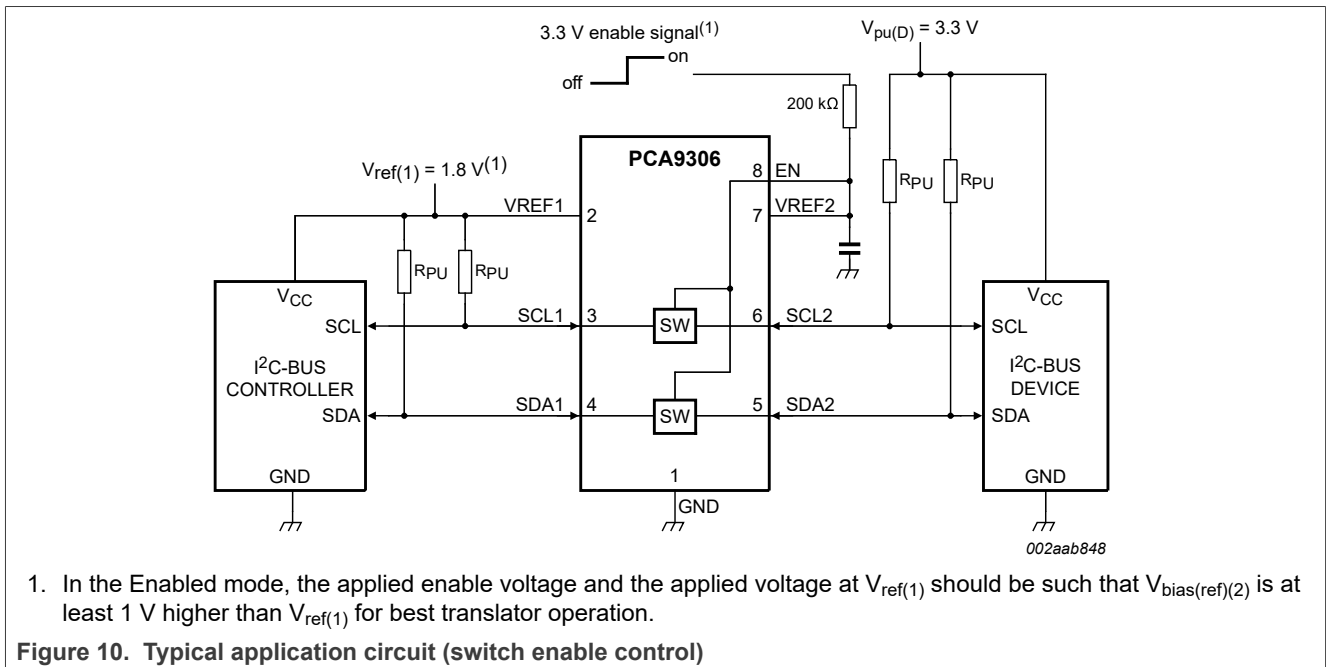 3.3 V enable signal(1)
on
off
Vpu(D) = 3.3 V
200 kΩ
PCA9306
8 EN
Vref(1) = 1.8 V(1)
RPU RPU
VREF1 2
7 VREF2
RPU RPU
VCC
VCC
SCL
SCL1 3
SW
6 SCL2
SCL
I2C-BUS
CONTROLLER
I2C-BUS
DEVICE
SDA
SDA1 4
SW
5 SDA2
SDA
GND
1
GND
GND
002aab848
1. In the Enabled mode, the applied enable voltage and the applied voltage at Vref(1) should be such that Vbias(ref)(2) is at
least 1 V higher than Vref(1) for best translator operation.
Figure 10. Typical application circuit (switch enable control)